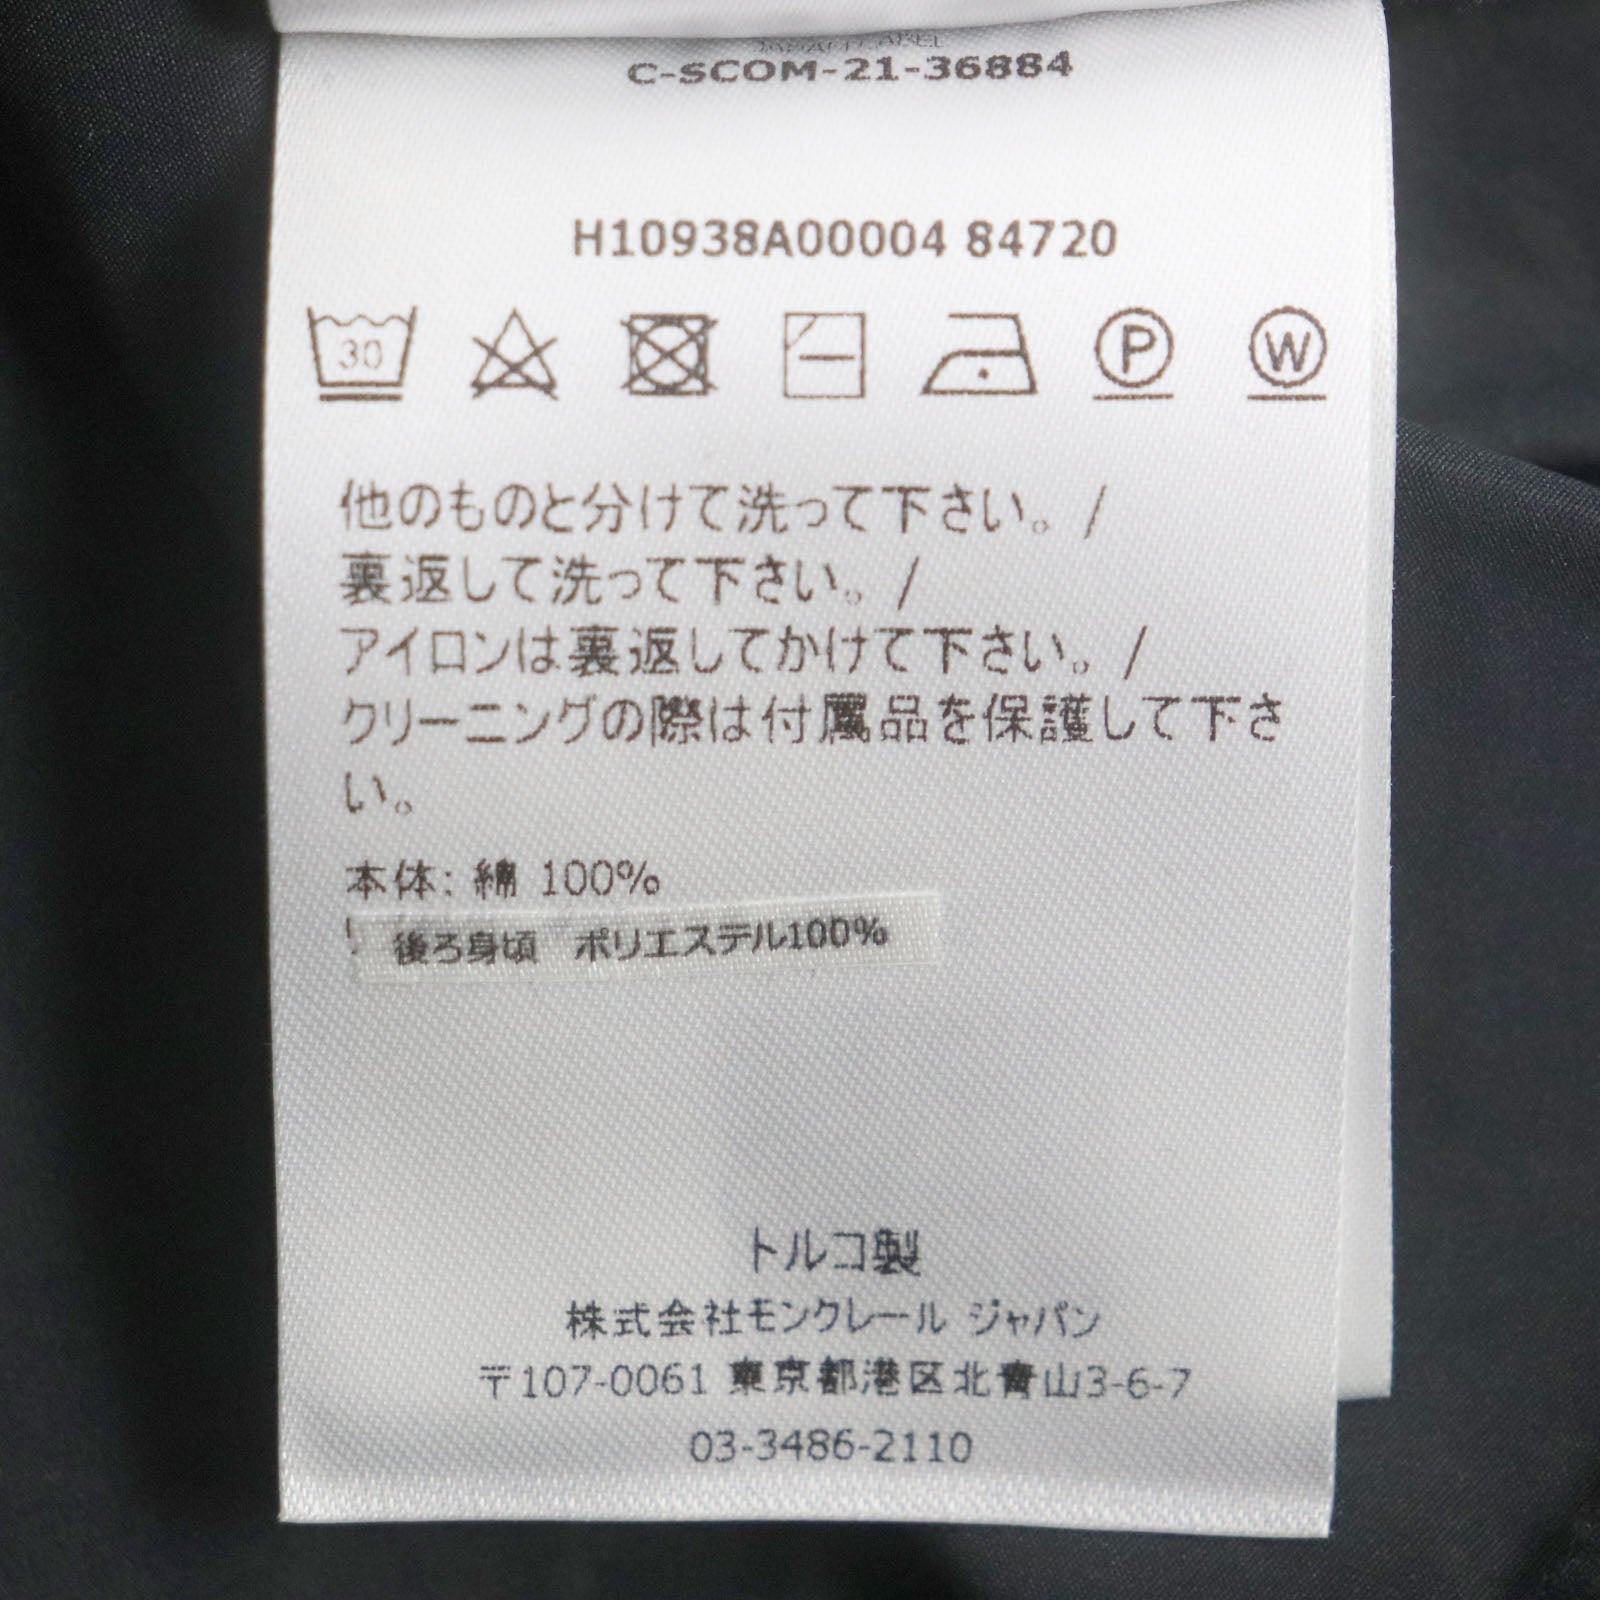 JAPAN LABEL
C-SCOM-21-36884
H10938A00004 84720
30
P
W
他のものと分けて洗って下さい。/
裏返して洗って下さい。/
アイロンは裏返してかけて下さい。/
クリーニングの際は付属品を保護して下さ
い。
本体: 綿 100%
後ろ身頃 ポリエステル100%
トルコ製
株式会社モンクレール ジャパン
〒107-0061 東京都港区北青山3-6-7
03-3486-2110